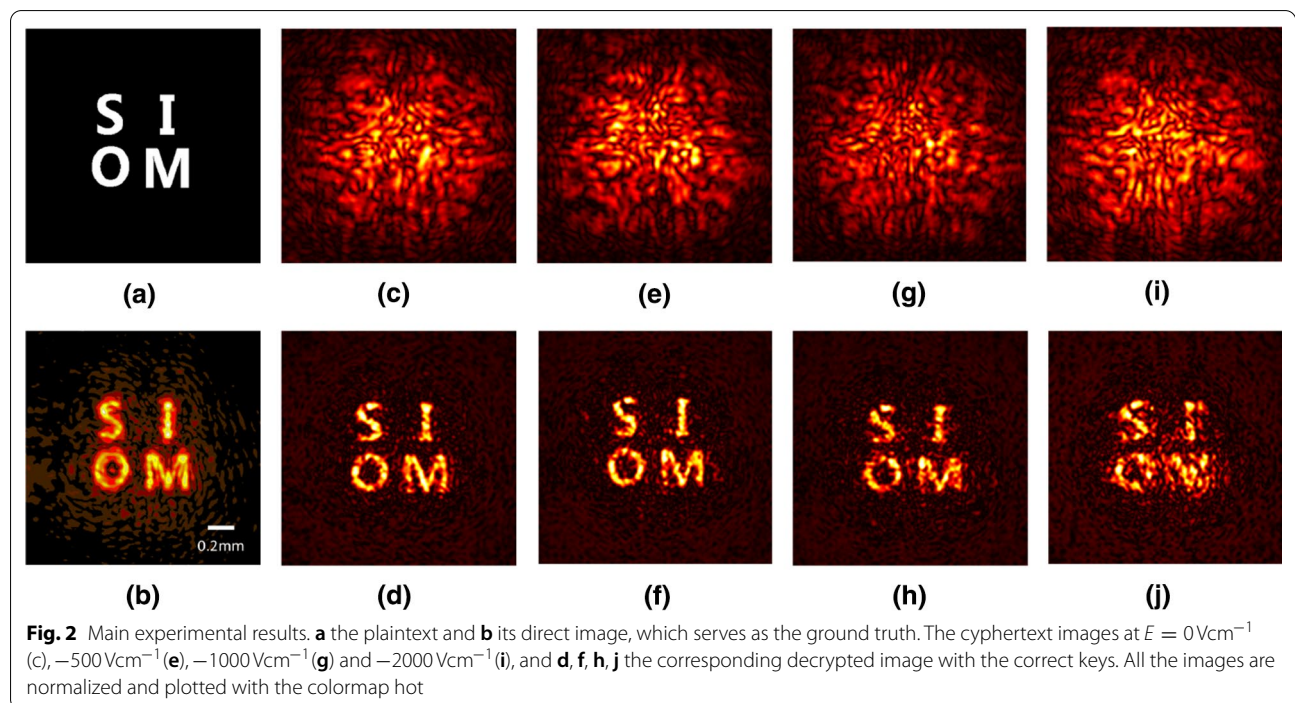 S I
O M
(a)
(c)
(e)
(g)
(i)
S I
O M
0.2mm
S I
O M
S I
O M
S I
O M
S I
O M
(b)
(d)
(f)
(h)
(j)
Fig. 2 Main experimental results. a the plaintext and b its direct image, which serves as the ground truth. The cyphertext images at E = 0 Vcm⁻¹
(c), −500 Vcm⁻¹(e), −1000 Vcm⁻¹(g) and −2000 Vcm⁻¹(i), and d, f, h, j the corresponding decrypted image with the correct keys. All the images are
normalized and plotted with the colormap hot